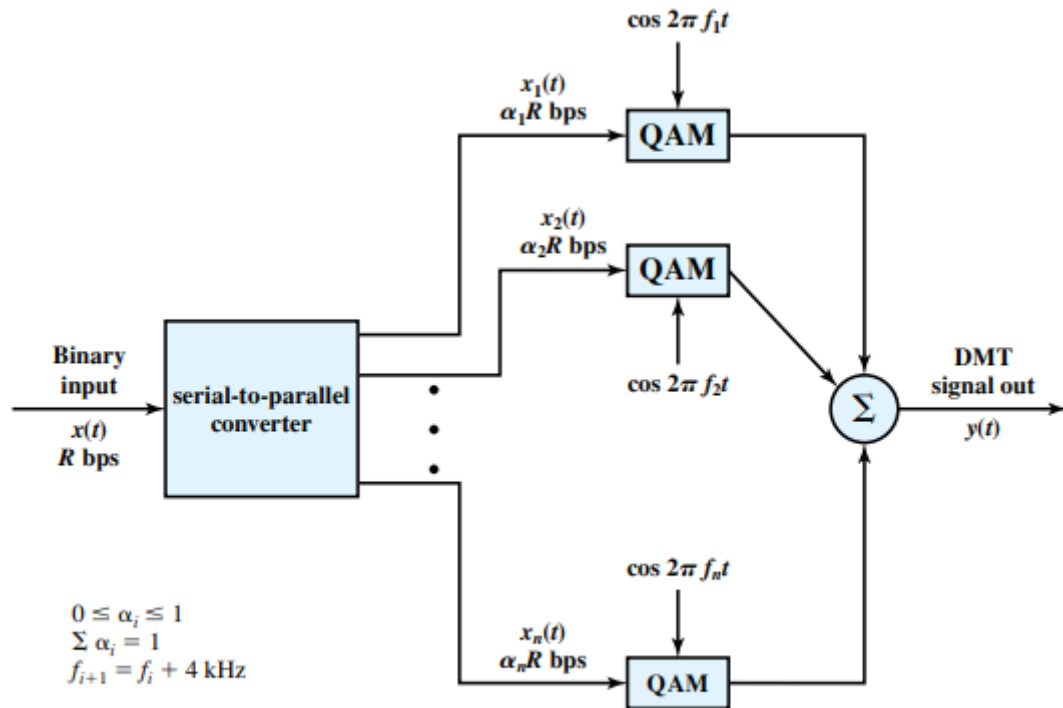 cos 2π f₁t
x₁(t)
α₁R bps
QAM
x₂(t)
α₂R bps
QAM
cos 2π f₂t
Binary
input
x(t)
R bps
serial-to-parallel
converter
Σ
DMT
signal out
y(t)
cos 2π fₙt
xₙ(t)
αₙR bps
QAM
0 ≤ αᵢ ≤ 1
Σ αᵢ = 1
fᵢ₊₁ = fᵢ + 4 kHz